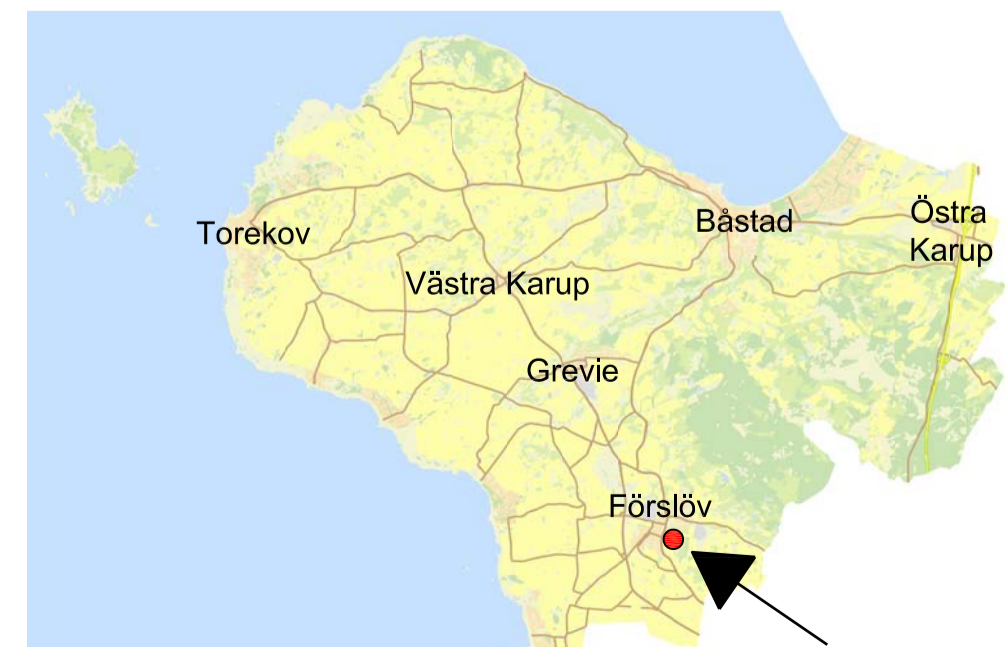 Torekov
Västra Karup
Båstad
Östra
Karup
Grevie
Förslöv